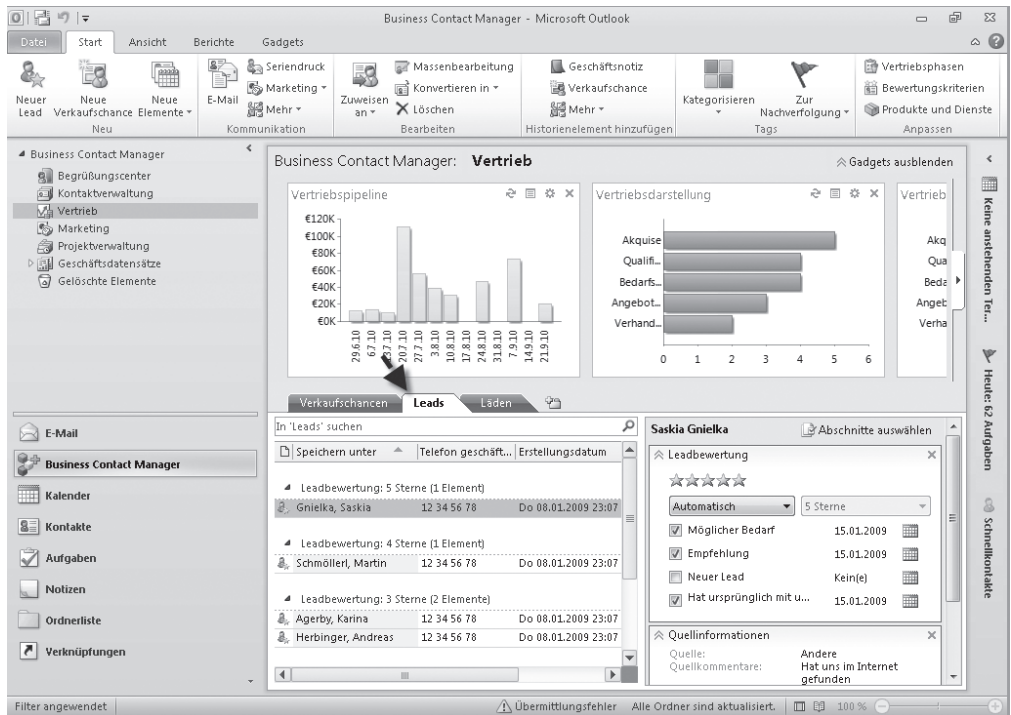 Business Contact Manager - Microsoft Outlook
Datei Start Ansicht Berichte Gadgets
Neuer Lead
Neue Verkaufschance
Neue Elemente
Neu
E-Mail
Seriendruck
Marketing
Mehr
Kommunikation
Zuweisen an
Massenbearbeitung
Konvertieren in
Löschen
Bearbeiten
Geschäftsnotiz
Verkaufschance
Mehr
Historienelement hinzufügen
Kategorisieren
Zur Nachverfolgung
Tags
Vertriebsphasen
Bewertungskriterien
Produkte und Dienste
Anpassen
Business Contact Manager
Begrüßungscenter
Kontaktverwaltung
Vertrieb
Marketing
Projektverwaltung
Geschäftsdatensätze
Gelöschte Elemente
E-Mail
Business Contact Manager
Kalender
Kontakte
Aufgaben
Notizen
Ordnerliste
Verknüpfungen
Business Contact Manager: Vertrieb
Gadgets ausblenden
Vertriebspipeline
€120K
€100K
€80K
€60K
€40K
€20K
€0K
29.6.10
6.7.10
13.7.10
20.7.10
27.7.10
3.8.10
10.8.10
17.8.10
24.8.10
31.8.10
7.9.10
14.9.10
21.9.10
Vertriebsdarstellung
Akquise
Qualifi...
Bedarfs...
Angebot...
Verhand...
0 1 2 3 4 5 6
Vertrieb
Akq
Qua
Beda
Angeb
Verha
Verkaufschancen Leads Läden
In 'Leads' suchen
Speichern unter Telefon geschäft... Erstellungsdatum
Leadbewertung: 5 Sterne (1 Element)
Gnielka, Saskia 12 34 56 78 Do 08.01.2009 23:07
Leadbewertung: 4 Sterne (1 Element)
Schmöllerl, Martin 12 34 56 78 Do 08.01.2009 23:07
Leadbewertung: 3 Sterne (2 Elemente)
Agerby, Karina 12 34 56 78 Do 08.01.2009 23:07
Herbinger, Andreas 12 34 56 78 Do 08.01.2009 23:07
Saskia Gnielka Abschnitte auswählen
Leadbewertung
Automatisch 5 Sterne
Möglicher Bedarf 15.01.2009
Empfehlung 15.01.2009
Neuer Lead Kein(e)
Hat ursprünglich mit u... 15.01.2009
Quellinformationen
Quelle: Andere
Quellkommentare: Hat uns im Internet
gefunden
Keine anstehenden Ter...
Heute: 62 Aufgaben
Schnellkontakte
Filter angewendet Übermittlungsfehler Alle Ordner sind aktualisiert. 100 %